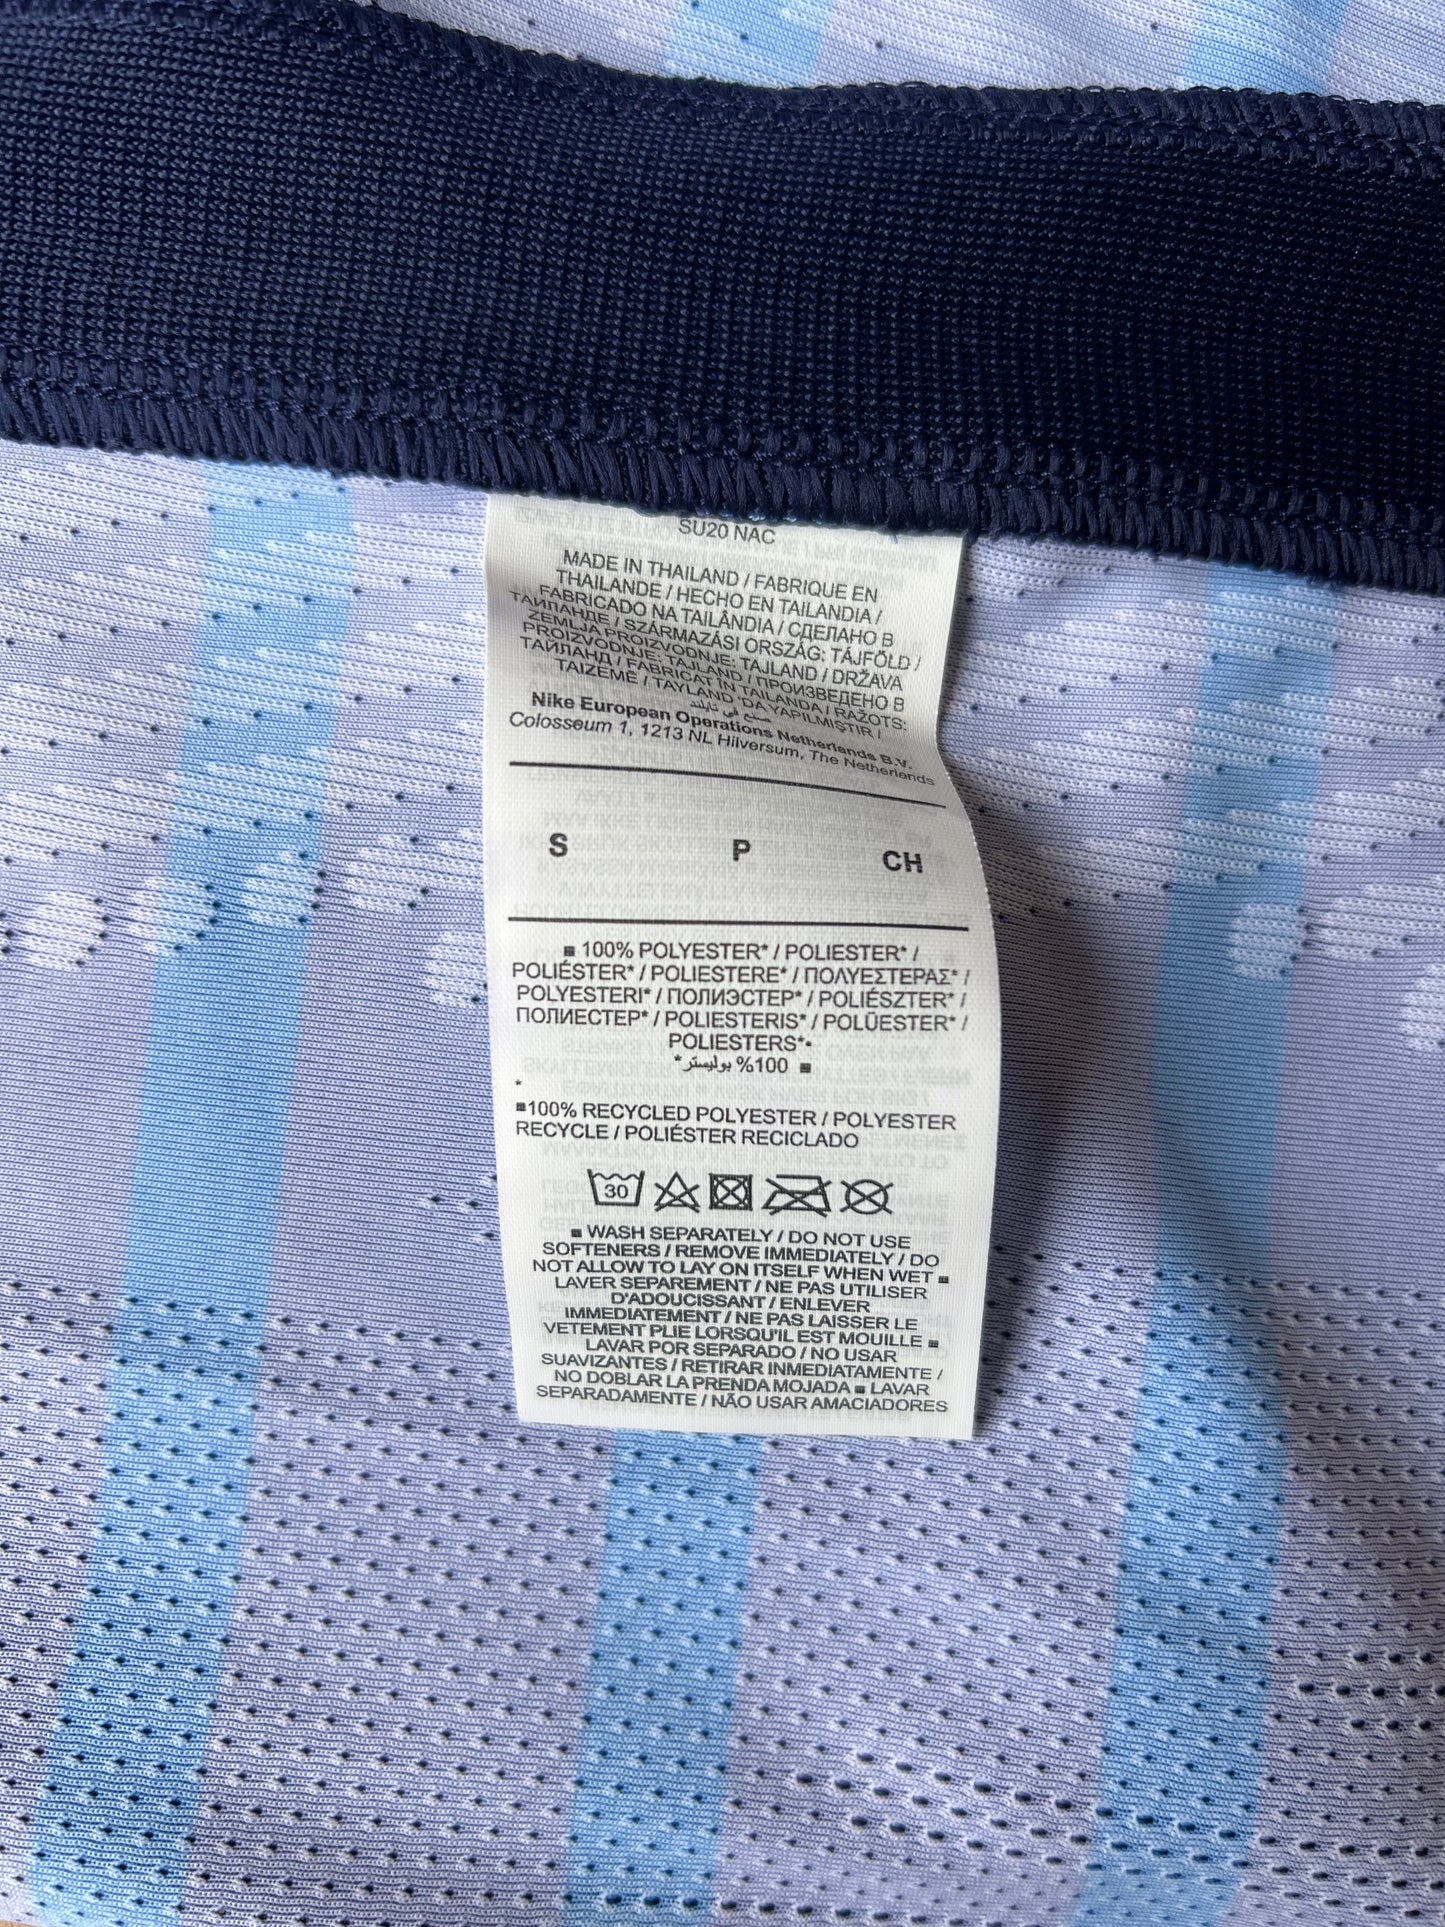 SU20 NAC
MADE IN THAILAND / FABRIQUE EN
THAILANDE / HECHO EN TAILANDIA /
FABRICADO NA TAILÂNDIA / СДЕЛАНО В
ТАИЛАНДЕ / SZÁRMAZÁSI ORSZÁG: TÁJFÖLD /
ZEMLJA PROIZVODNJE: TAJLAND / DRŽAVA
PROIZVODNJE: TAJLAND / ПРОИЗВЕДЕНО В
ТАЙЛАНД / FABRICAT ÎN TAILANDA / RAŽOTS:
TAIZEMĒ / TAYLAND´DA YAPILMIŞTIR /
صنع في تايلند
Nike European Operations Netherlands B.V.
Colosseum 1, 1213 NL Hilversum, The Netherlands
S P CH
■ 100% POLYESTER* / POLIESTER* /
POLIÉSTER* / POLIESTERE* / ΠΟΛΥΕΣΤΕΡΑΣ* /
POLYESTERI* / ПОЛИЭСТЕР* / POLIÉSZTER* /
ПОЛИЕСТЕР* / POLIESTERIS* / POLÜESTER* /
POLIESTERS*•
■ 100% بوليستر*
*
■100% RECYCLED POLYESTER / POLYESTER
RECYCLE / POLIÉSTER RECICLADO
30
■ WASH SEPARATELY / DO NOT USE
SOFTENERS / REMOVE IMMEDIATELY / DO
NOT ALLOW TO LAY ON ITSELF WHEN WET ■
LAVER SEPAREMENT / NE PAS UTILISER
D'ADOUCISSANT / ENLEVER
IMMEDIATEMENT / NE PAS LAISSER LE
VETEMENT PLIE LORSQU'IL EST MOUILLE ■
LAVAR POR SEPARADO / NO USAR
SUAVIZANTES / RETIRAR INMEDIATAMENTE /
NO DOBLAR LA PRENDA MOJADA ■ LAVAR
SEPARADAMENTE / NÃO USAR AMACIADORES